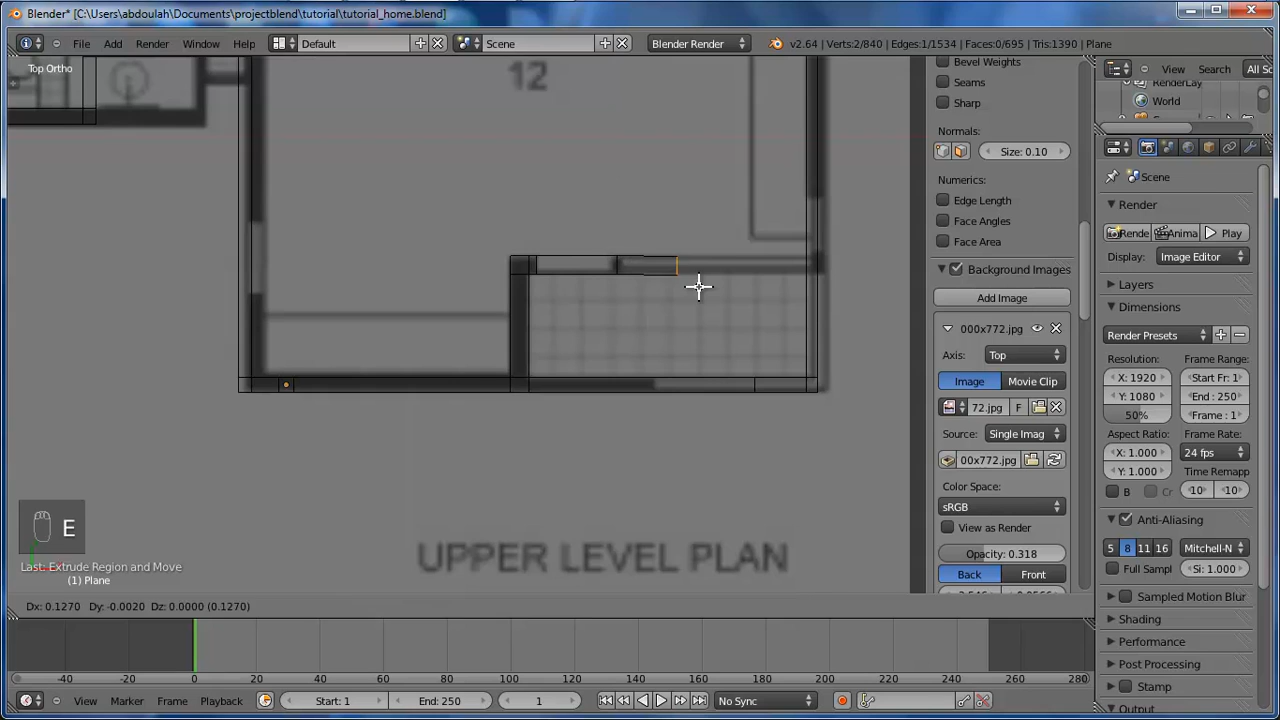 Blender* [C:\Users\abdoulah\Documents\projectblend\tutorial\tutorial_home.blend]
File Add Render Window Help Default Scene Blender Render v2.64 | Verts:2/840 | Edges:1/1534 | Faces:0/695 | Tris:1390 | Plane
Top Ortho
12
UPPER LEVEL PLAN
E
Last: Extrude Region and Move
(1) Plane
Dx: 0.1270 Dy: -0.0020 Dz: 0.0000 (0.1270)
Bevel Weights
Seams
Sharp
Normals:
Size: 0.10
Numerics:
Edge Length
Face Angles
Face Area
Background Images
Add Image
000x772.jpg
Axis: Top
Image Movie Clip
72.jpg F
Source: Single Imag
00x772.jpg
Color Space:
sRGB
View as Render
Opacity: 0.318
Back Front
View Search All Sc
RenderLay
World
Scene
Render
Rende Anima Play
Display: Image Editor
Layers
Dimensions
Render Presets
Resolution: Frame Range:
X: 1920 Start Fr: 1
Y: 1080 End : 250
50% Frame : 1
Aspect Ratio: Frame Rate:
X: 1.000 24 fps
Y: 1.000 Time Remapp
B Cr 10 10
Anti-Aliasing
5 8 11 16 Mitchell-N
Full Sampl Si: 1.000
Sampled Motion Blur
Shading
Performance
Post Processing
Stamp
Output
-40 -20 0 20 40 60 80 100 120 140 160 180 200 220 240 260 280
View Marker Frame Playback Start: 1 End: 250 1 No Sync